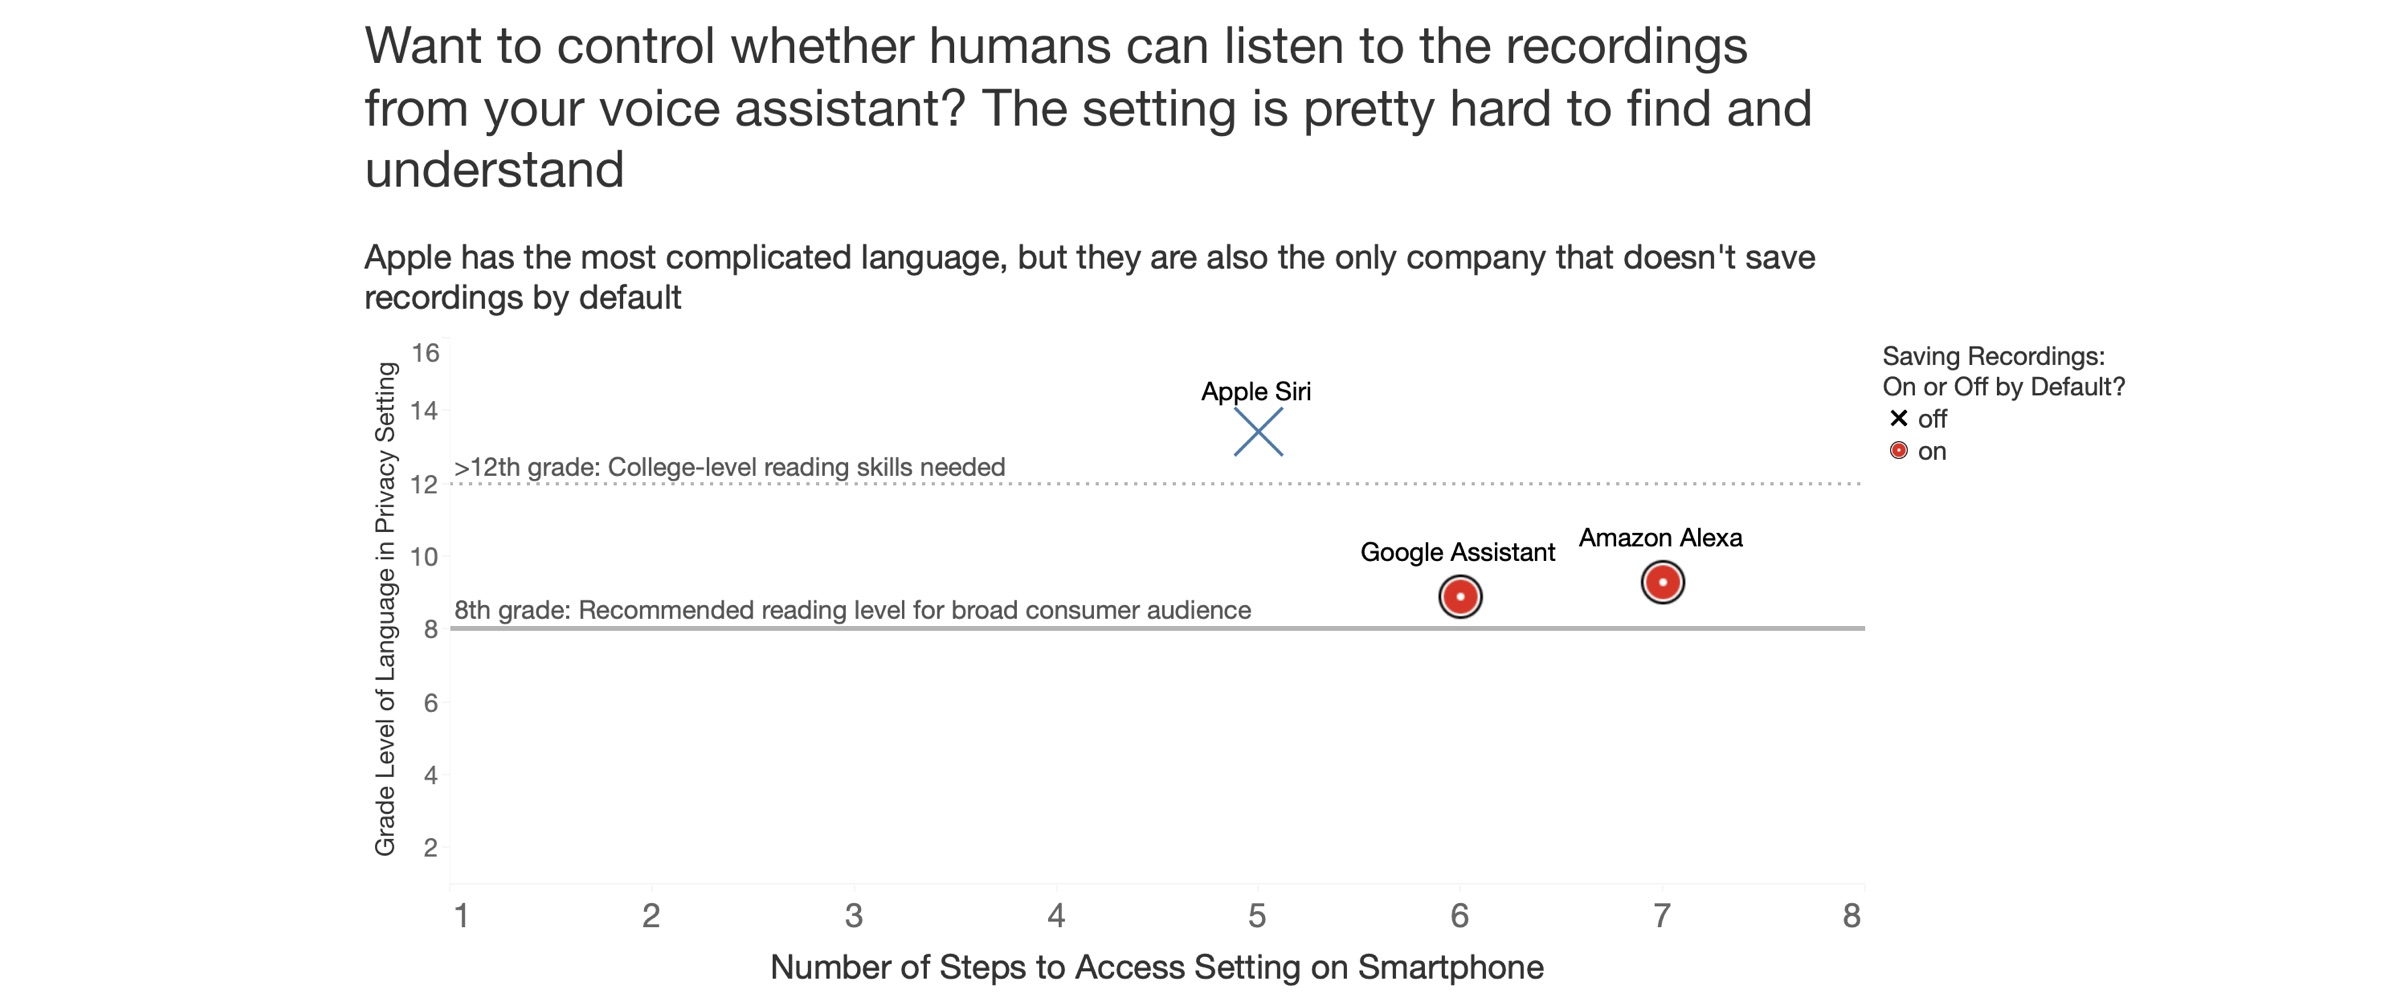 Want to control whether humans can listen to the recordings
from your voice assistant? The setting is pretty hard to find and
understand
Apple has the most complicated language, but they are also the only company that doesn't save
recordings by default
Grade Level of Language in Privacy Setting
16
14
12
10
8
6
4
2
Apple Siri
>12th grade: College-level reading skills needed
Google Assistant
Amazon Alexa
8th grade: Recommended reading level for broad consumer audience
1 2 3 4 5 6 7 8
Number of Steps to Access Setting on Smartphone
Saving Recordings:
On or Off by Default?
off
on